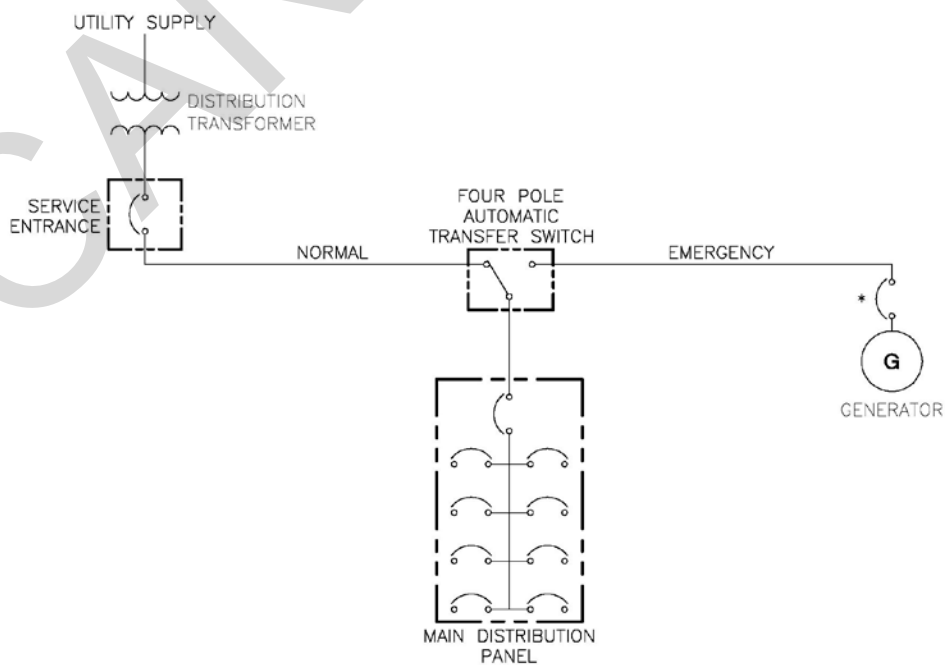 UTILITY SUPPLY
DISTRIBUTION
TRANSFORMER
SERVICE
ENTRANCE
NORMAL
FOUR POLE
AUTOMATIC
TRANSFER SWITCH
EMERGENCY
*
G
GENERATOR
MAIN DISTRIBUTION
PANEL